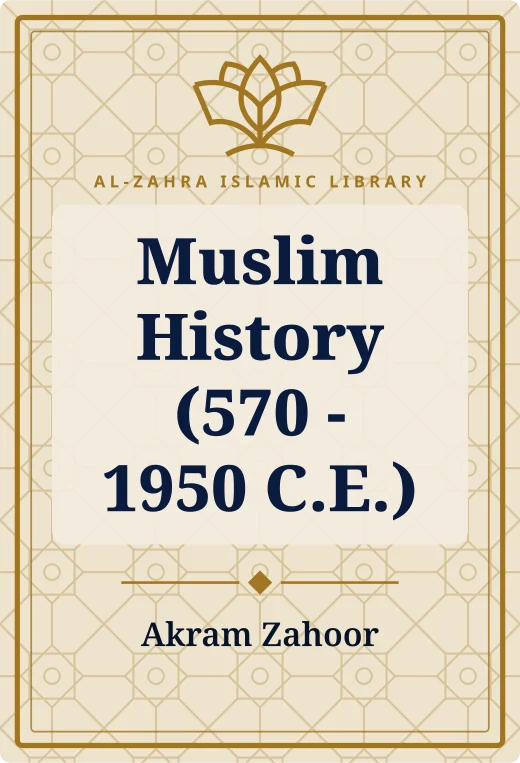 AL-ZAHRA ISLAMIC LIBRARY
Muslim
History
(570 -
1950 C.E.)
Akram Zahoor